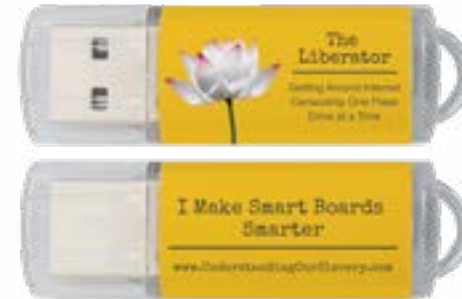 The
Liberator
Getting Around Internet
Censorship One Flash
Drive at a Time
I Make Smart Boards
Smarter
www.UnderstandingOurSlavery.com